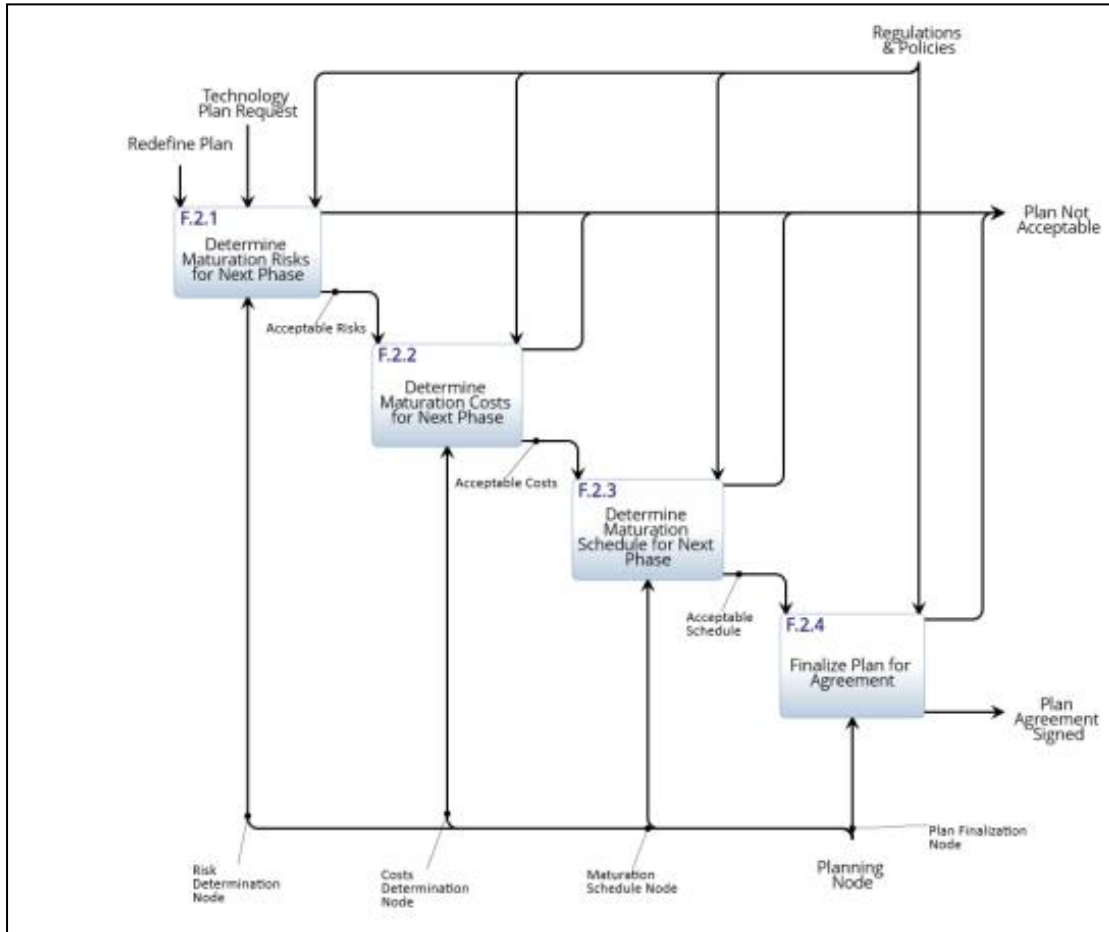 Regulations
& Policies
Technology
Plan Request
Redefine Plan
F.2.1
Determine
Maturation Risks
for Next Phase
Plan Not
Acceptable
Acceptable Risks
F.2.2
Determine
Maturation Costs
for Next Phase
Acceptable Costs
F.2.3
Determine
Maturation
Schedule for Next
Phase
Acceptable
Schedule
F.2.4
Finalize Plan for
Agreement
Plan
Agreement
Signed
Risk
Determination
Node
Costs
Determination
Node
Maturation
Schedule Node
Planning
Node
Plan Finalization
Node